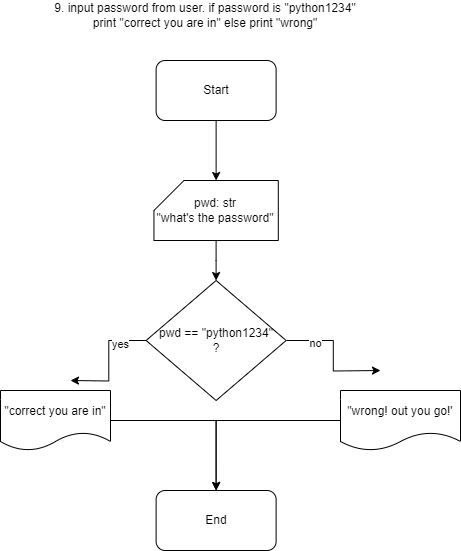 9. input password from user. if password is "python1234"
print "correct you are in" else print "wrong"
Start
pwd: str
"what's the password"
pwd == "python1234"
?
yes
no
"correct you are in"
"wrong! out you go!'
End